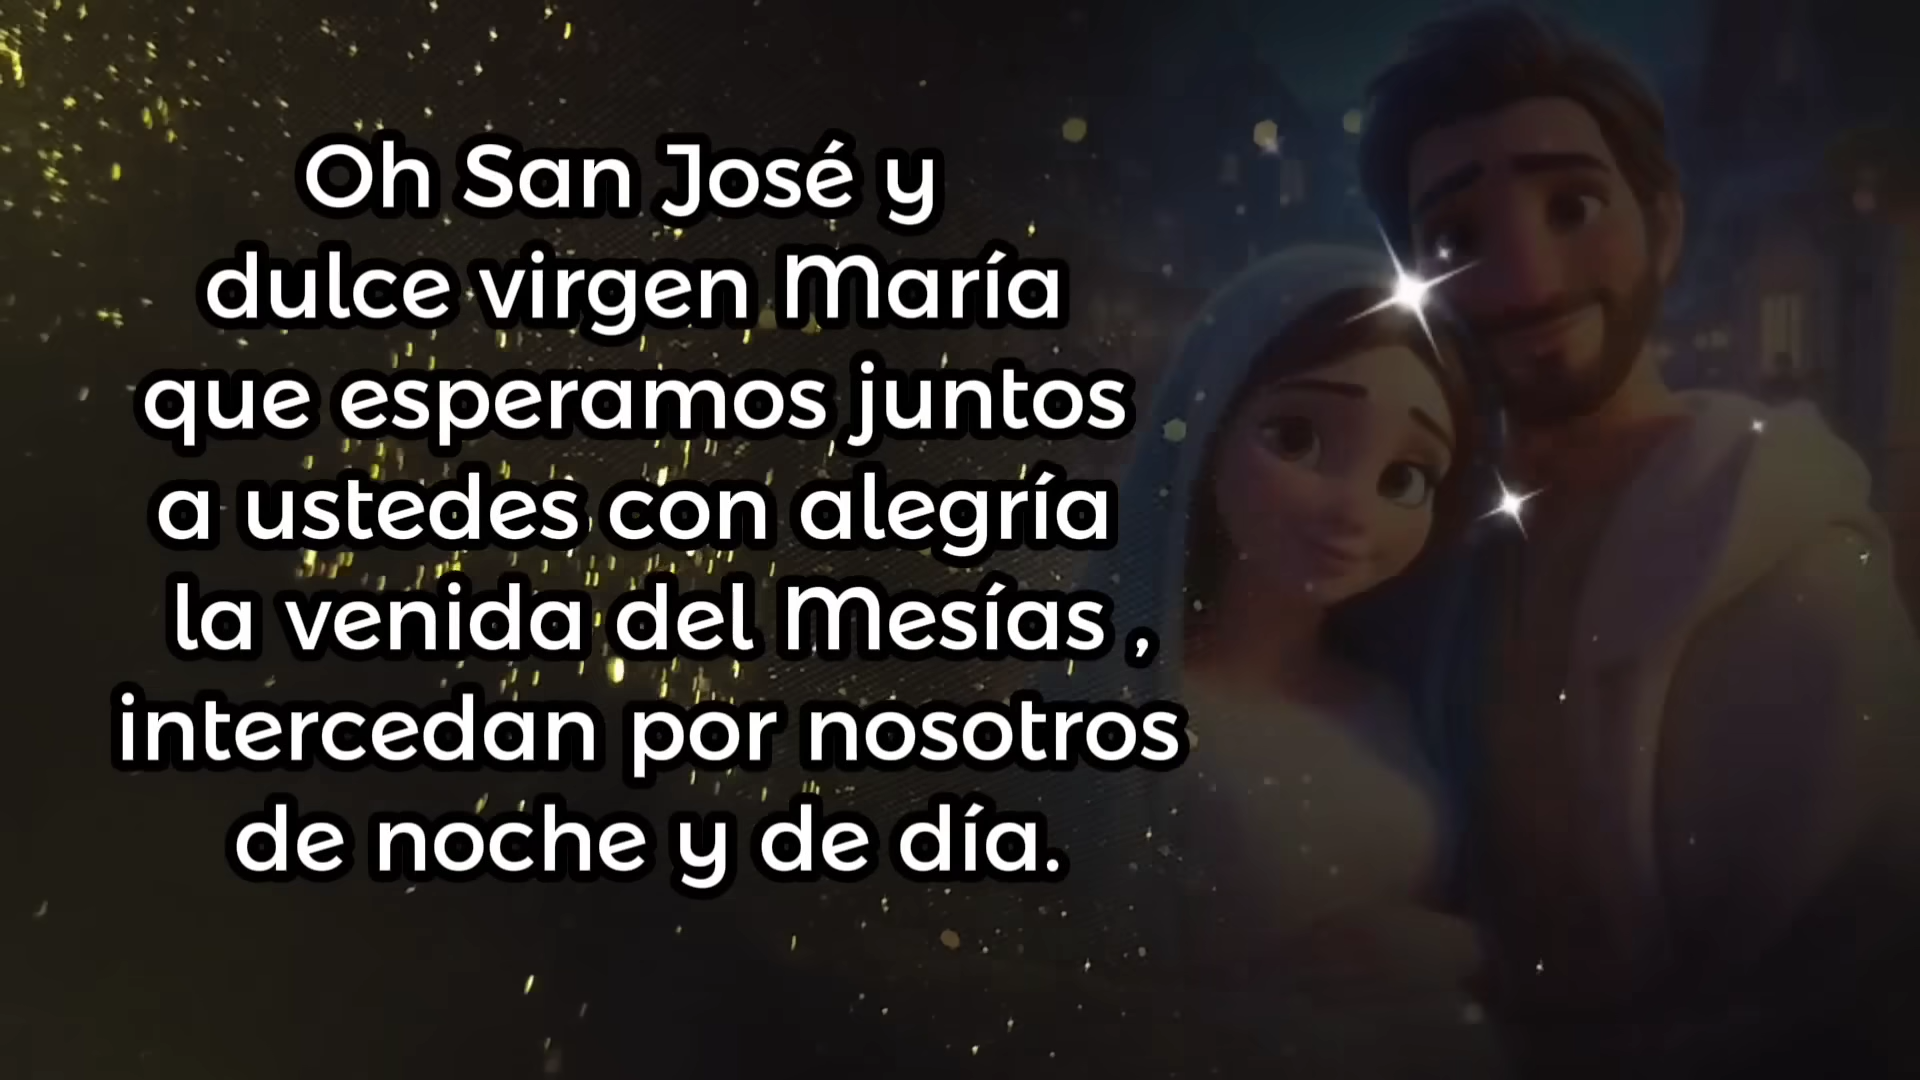 Oh San José y
dulce virgen María
que esperamos juntos
a ustedes con alegría
la venida del Mesías ,
intercedan por nosotros
de noche y de día.